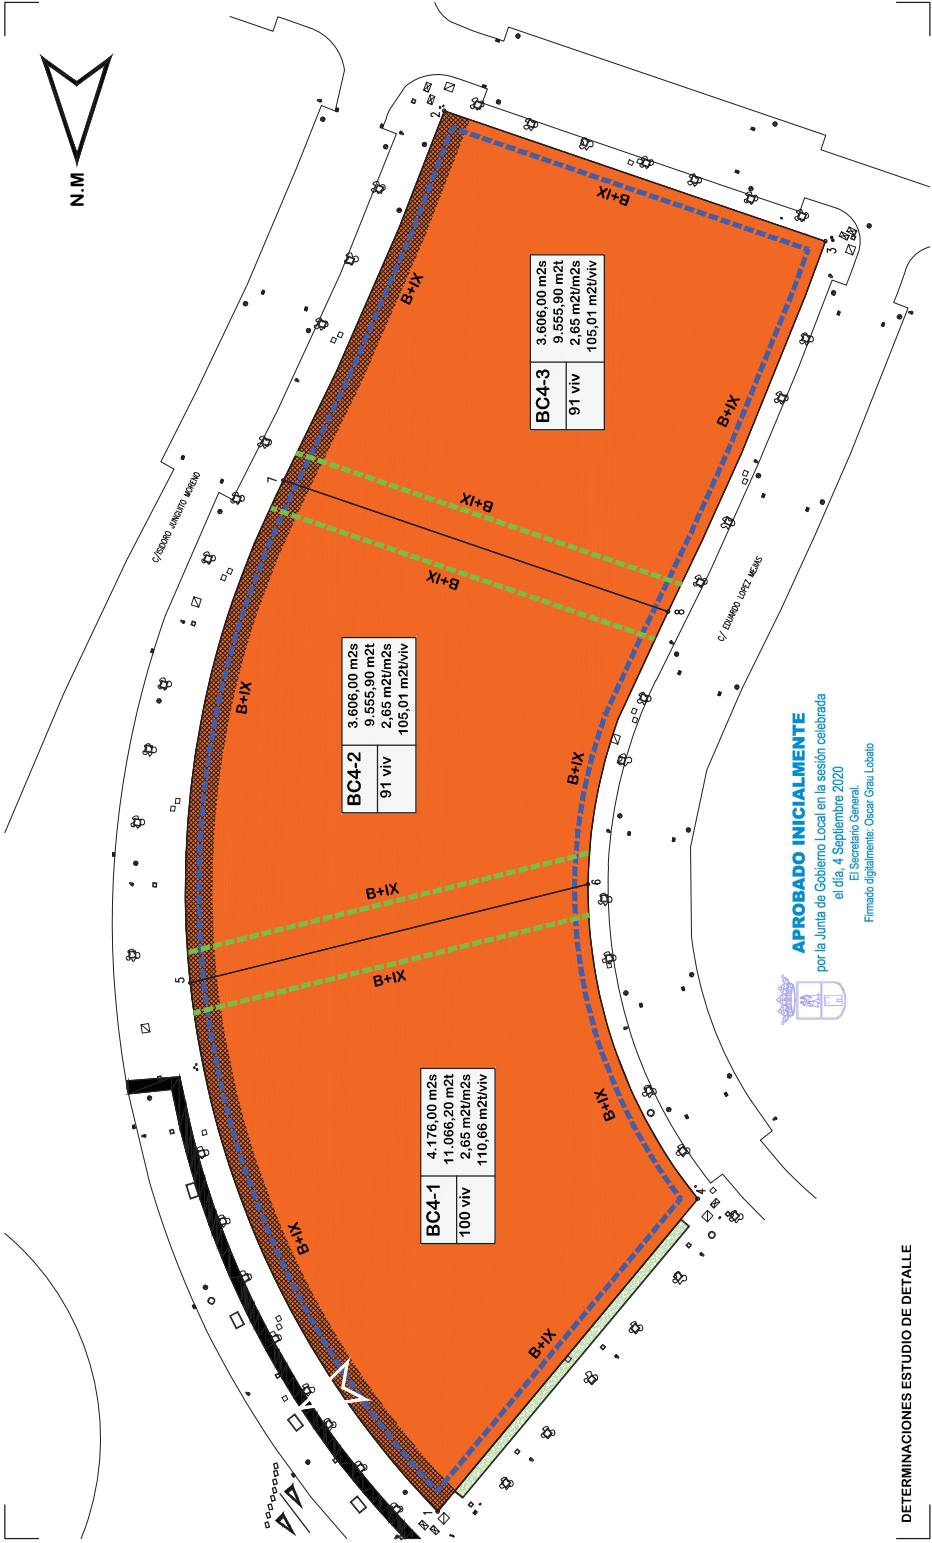 N.M
C/ISIDORO JUNGUITO MORENO
C/ EDUARDO LOPEZ MEJIAS
1
2
3
4
5
6
7
8
BC4-1
100 viv
4.176,00 m2s
11.066,20 m2t
2,65 m2t/m2s
110,66 m2t/viv
BC4-2
91 viv
3.606,00 m2s
9.555,90 m2t
2,65 m2t/m2s
105,01 m2t/viv
BC4-3
91 viv
3.606,00 m2s
9.555,90 m2t
2,65 m2t/m2s
105,01 m2t/viv
B+IX
B+IX
B+IX
B+IX
B+IX
B+IX
B+IX
B+IX
B+IX
B+IX
B+IX
B+IX
APROBADO INICIALMENTE
por la Junta de Gobierno Local en la sesión celebrada
el día, 4 Septiembre 2020
El Secretario General.
Firmado digitalmente: Oscar Grau Lobato
DETERMINACIONES ESTUDIO DE DETALLE